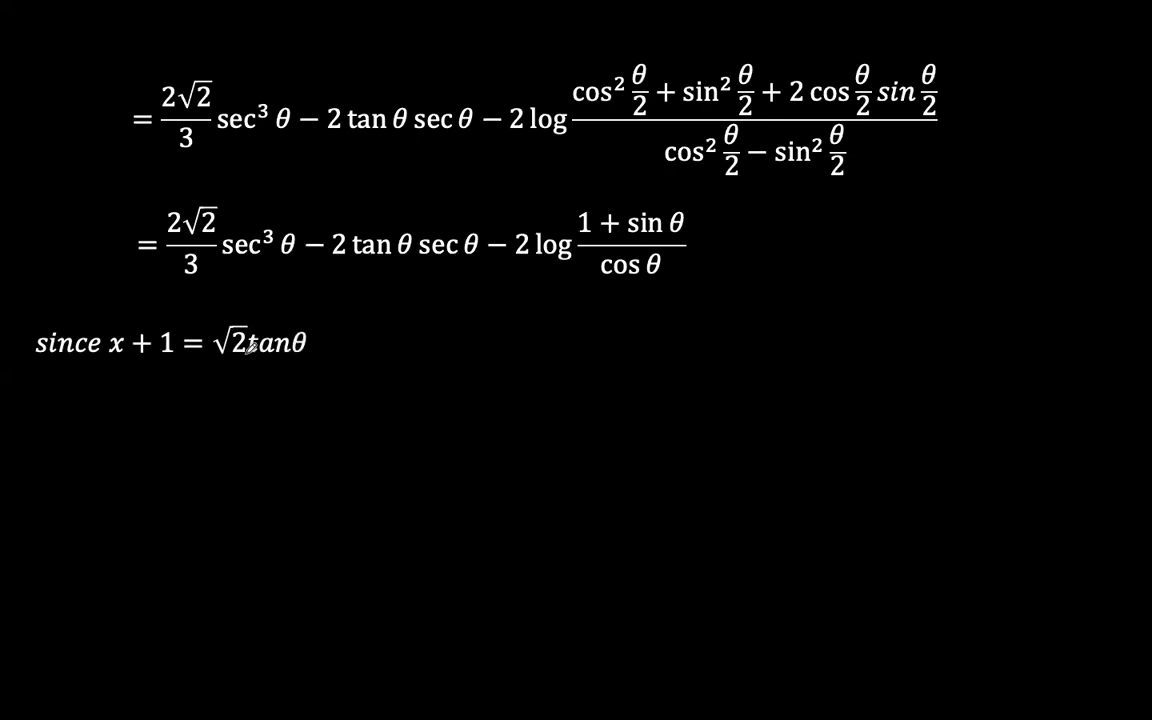 = 2√2/3 sec³ θ − 2 tan θ sec θ − 2 log (cos² θ/2 + sin² θ/2 + 2 cos θ/2 sin θ/2)/(cos² θ/2 − sin² θ/2)
= 2√2/3 sec³ θ − 2 tan θ sec θ − 2 log (1 + sin θ)/(cos θ)
since x + 1 = √2tanθ